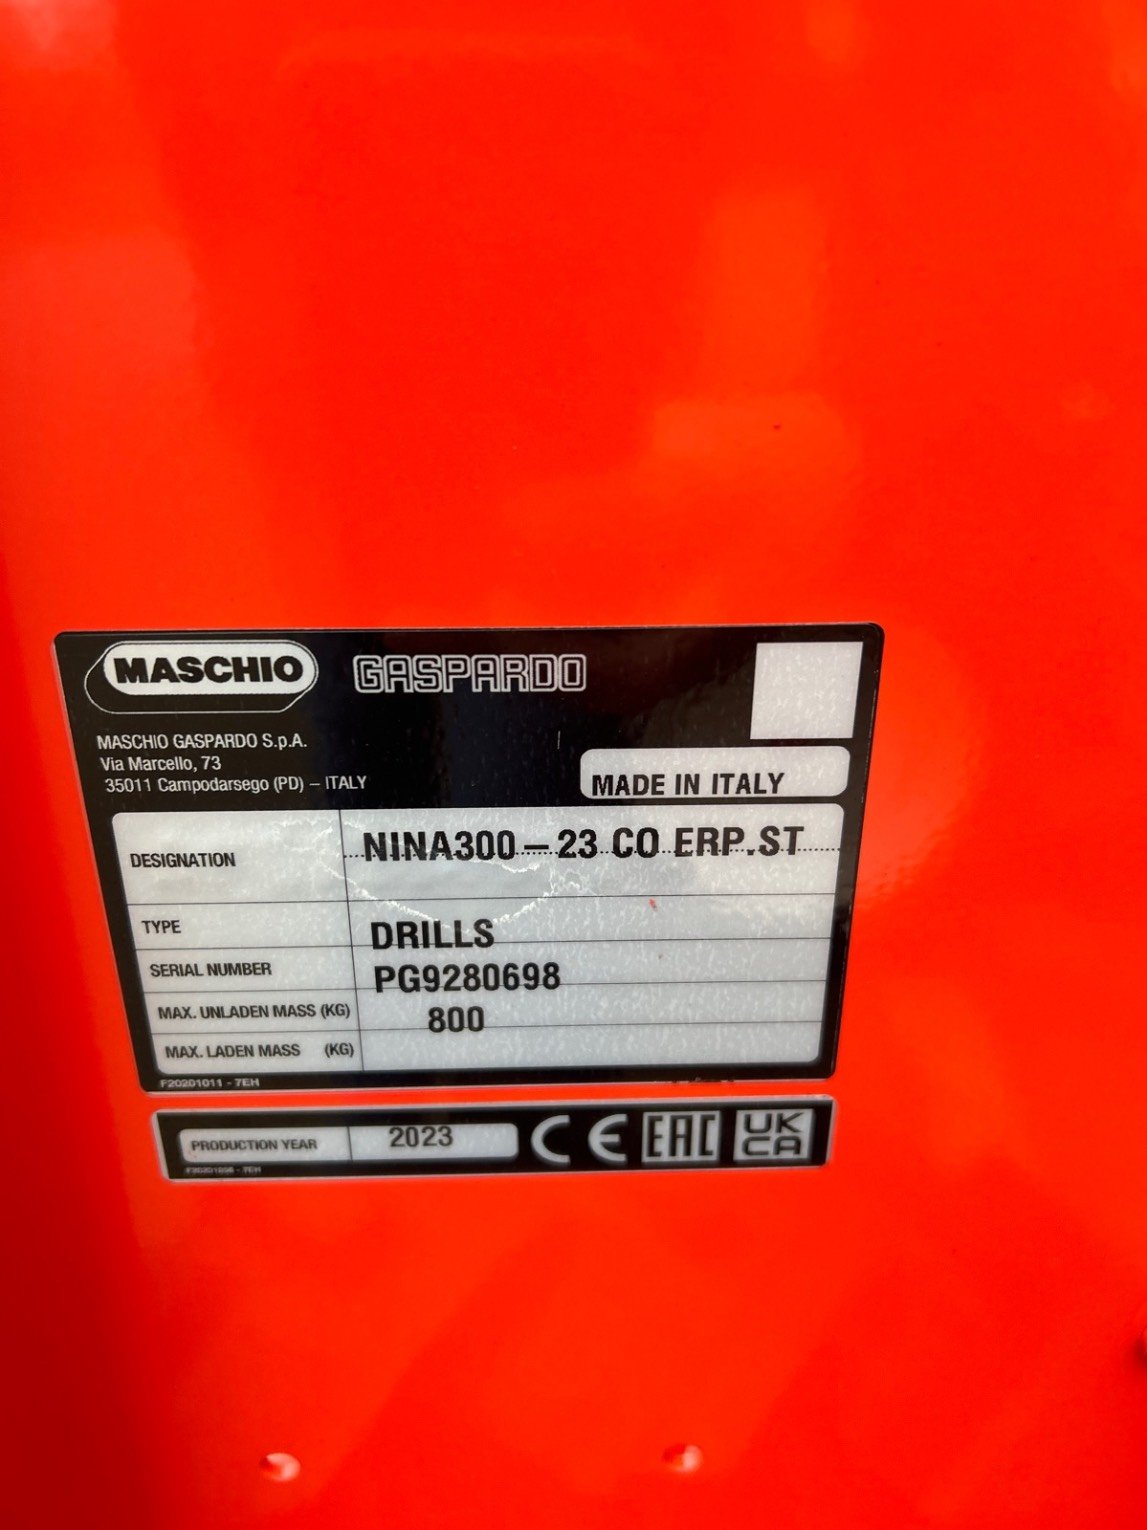 MASCHIO GASPARDO
MASCHIO GASPARDO S.p.A.
Via Marcello, 73
35011 Campodarsego (PD) – ITALY
MADE IN ITALY
DESIGNATION NINA300-23 CO ERP.ST
TYPE DRILLS
SERIAL NUMBER PG9280698
MAX. UNLADEN MASS (KG) 800
MAX. LADEN MASS (KG)
F20201011 - 7EH
PRODUCTION YEAR 2023 CE EAC UK CA